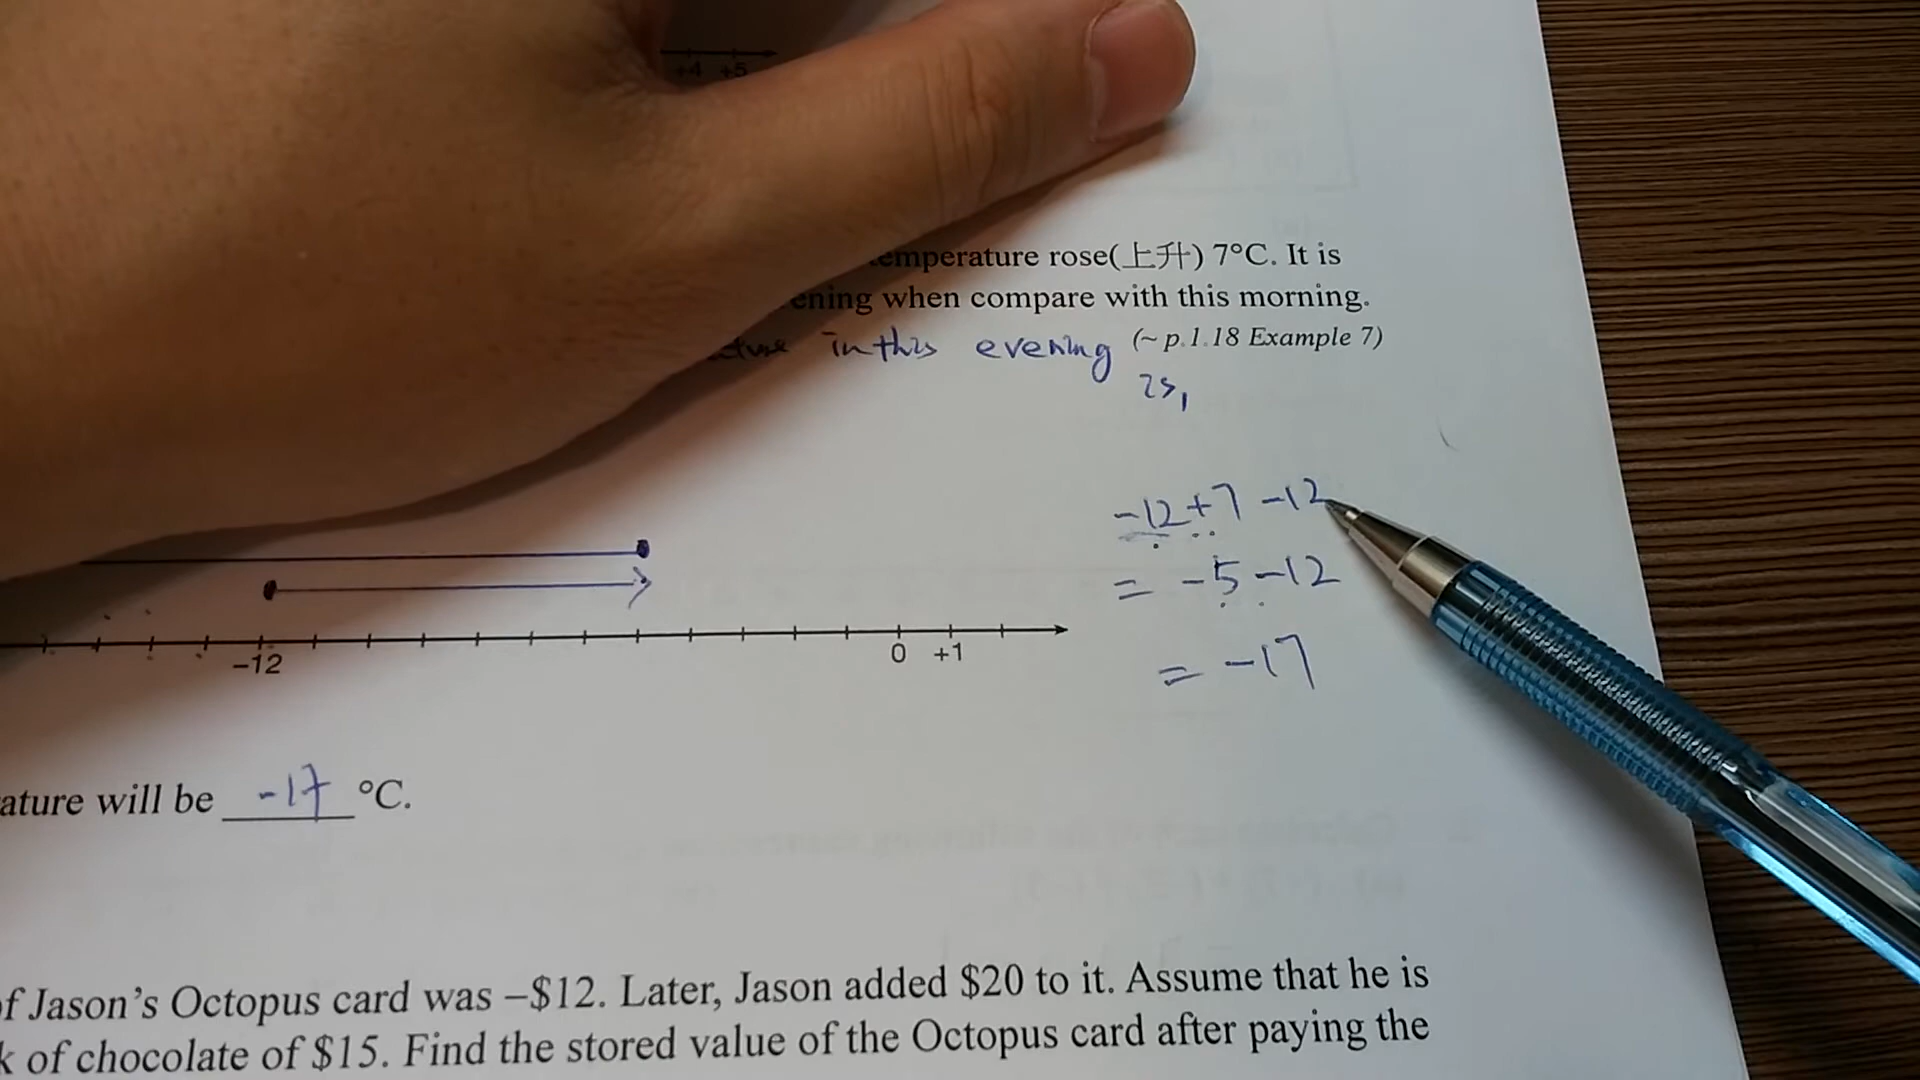 +4 +5
temperature rose(上升) 7°C. It is
ening when compare with this morning.
in this evening (~ p.1.18 Example 7)
is,
-12+7 -12
= -5-12
= -17
−12 0 +1
ature will be -17 °C.
of Jason’s Octopus card was –$12. Later, Jason added $20 to it. Assume that he is
k of chocolate of $15. Find the stored value of the Octopus card after paying the